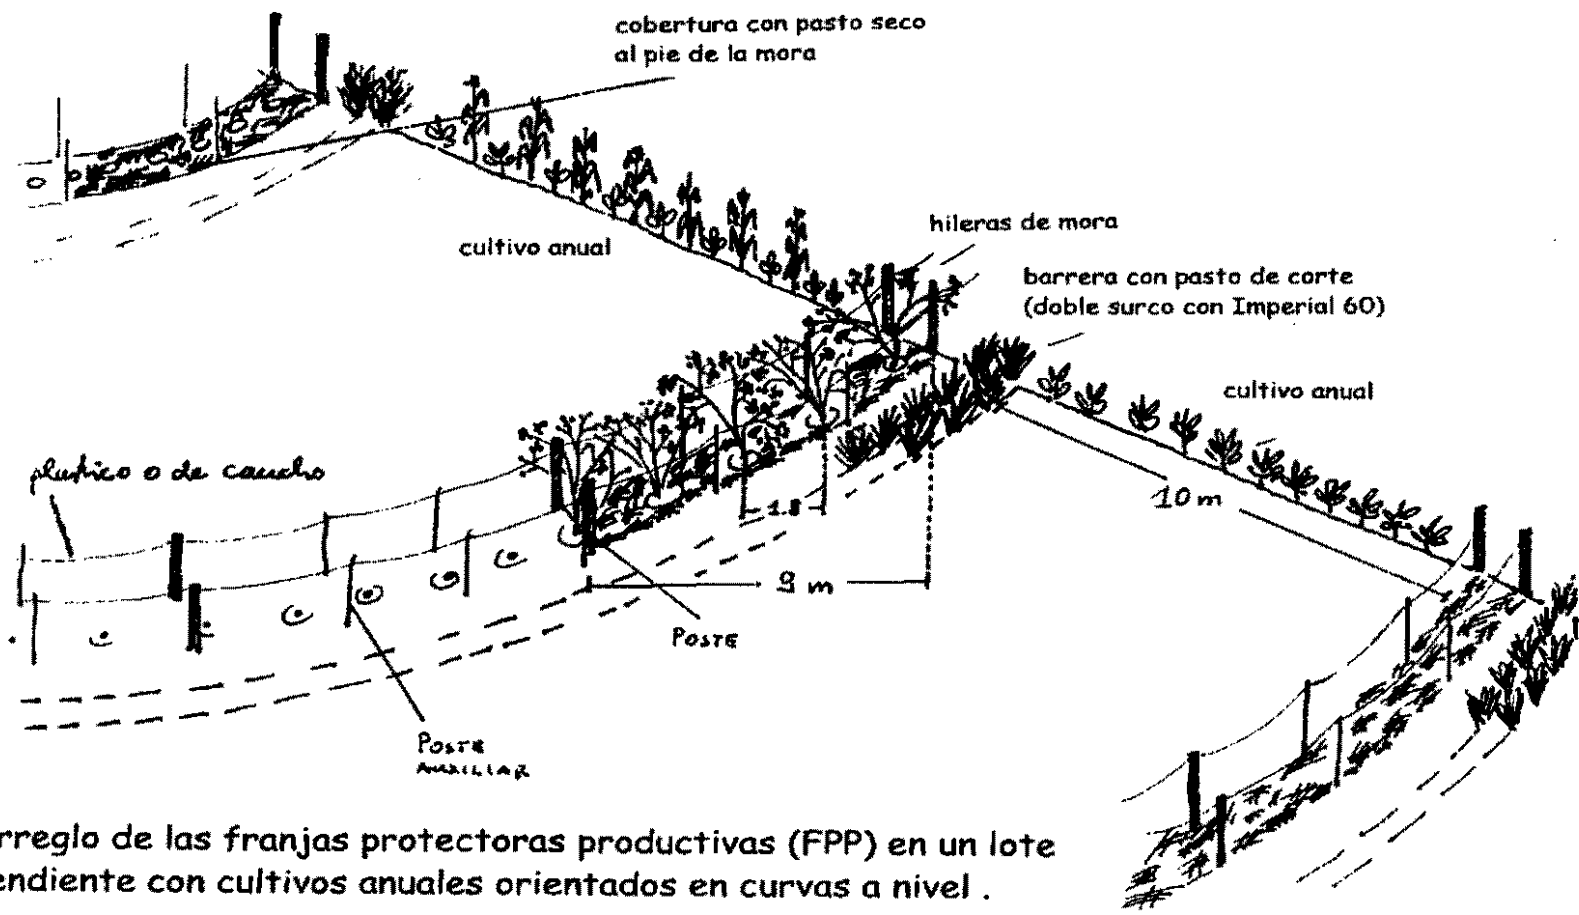 cobertura con pasto seco
al pie de la mora
cultivo anual
hileras de mora
barrera con pasto de corte
(doble surco con Imperial 60)
cultivo anual
plastico o de caucho
10 m
1.8
9 m
POSTE
POSTE
AUXILIAR
rreglo de las franjas protectoras productivas (FPP) en un lote
endiente con cultivos anuales orientados en curvas a nivel .